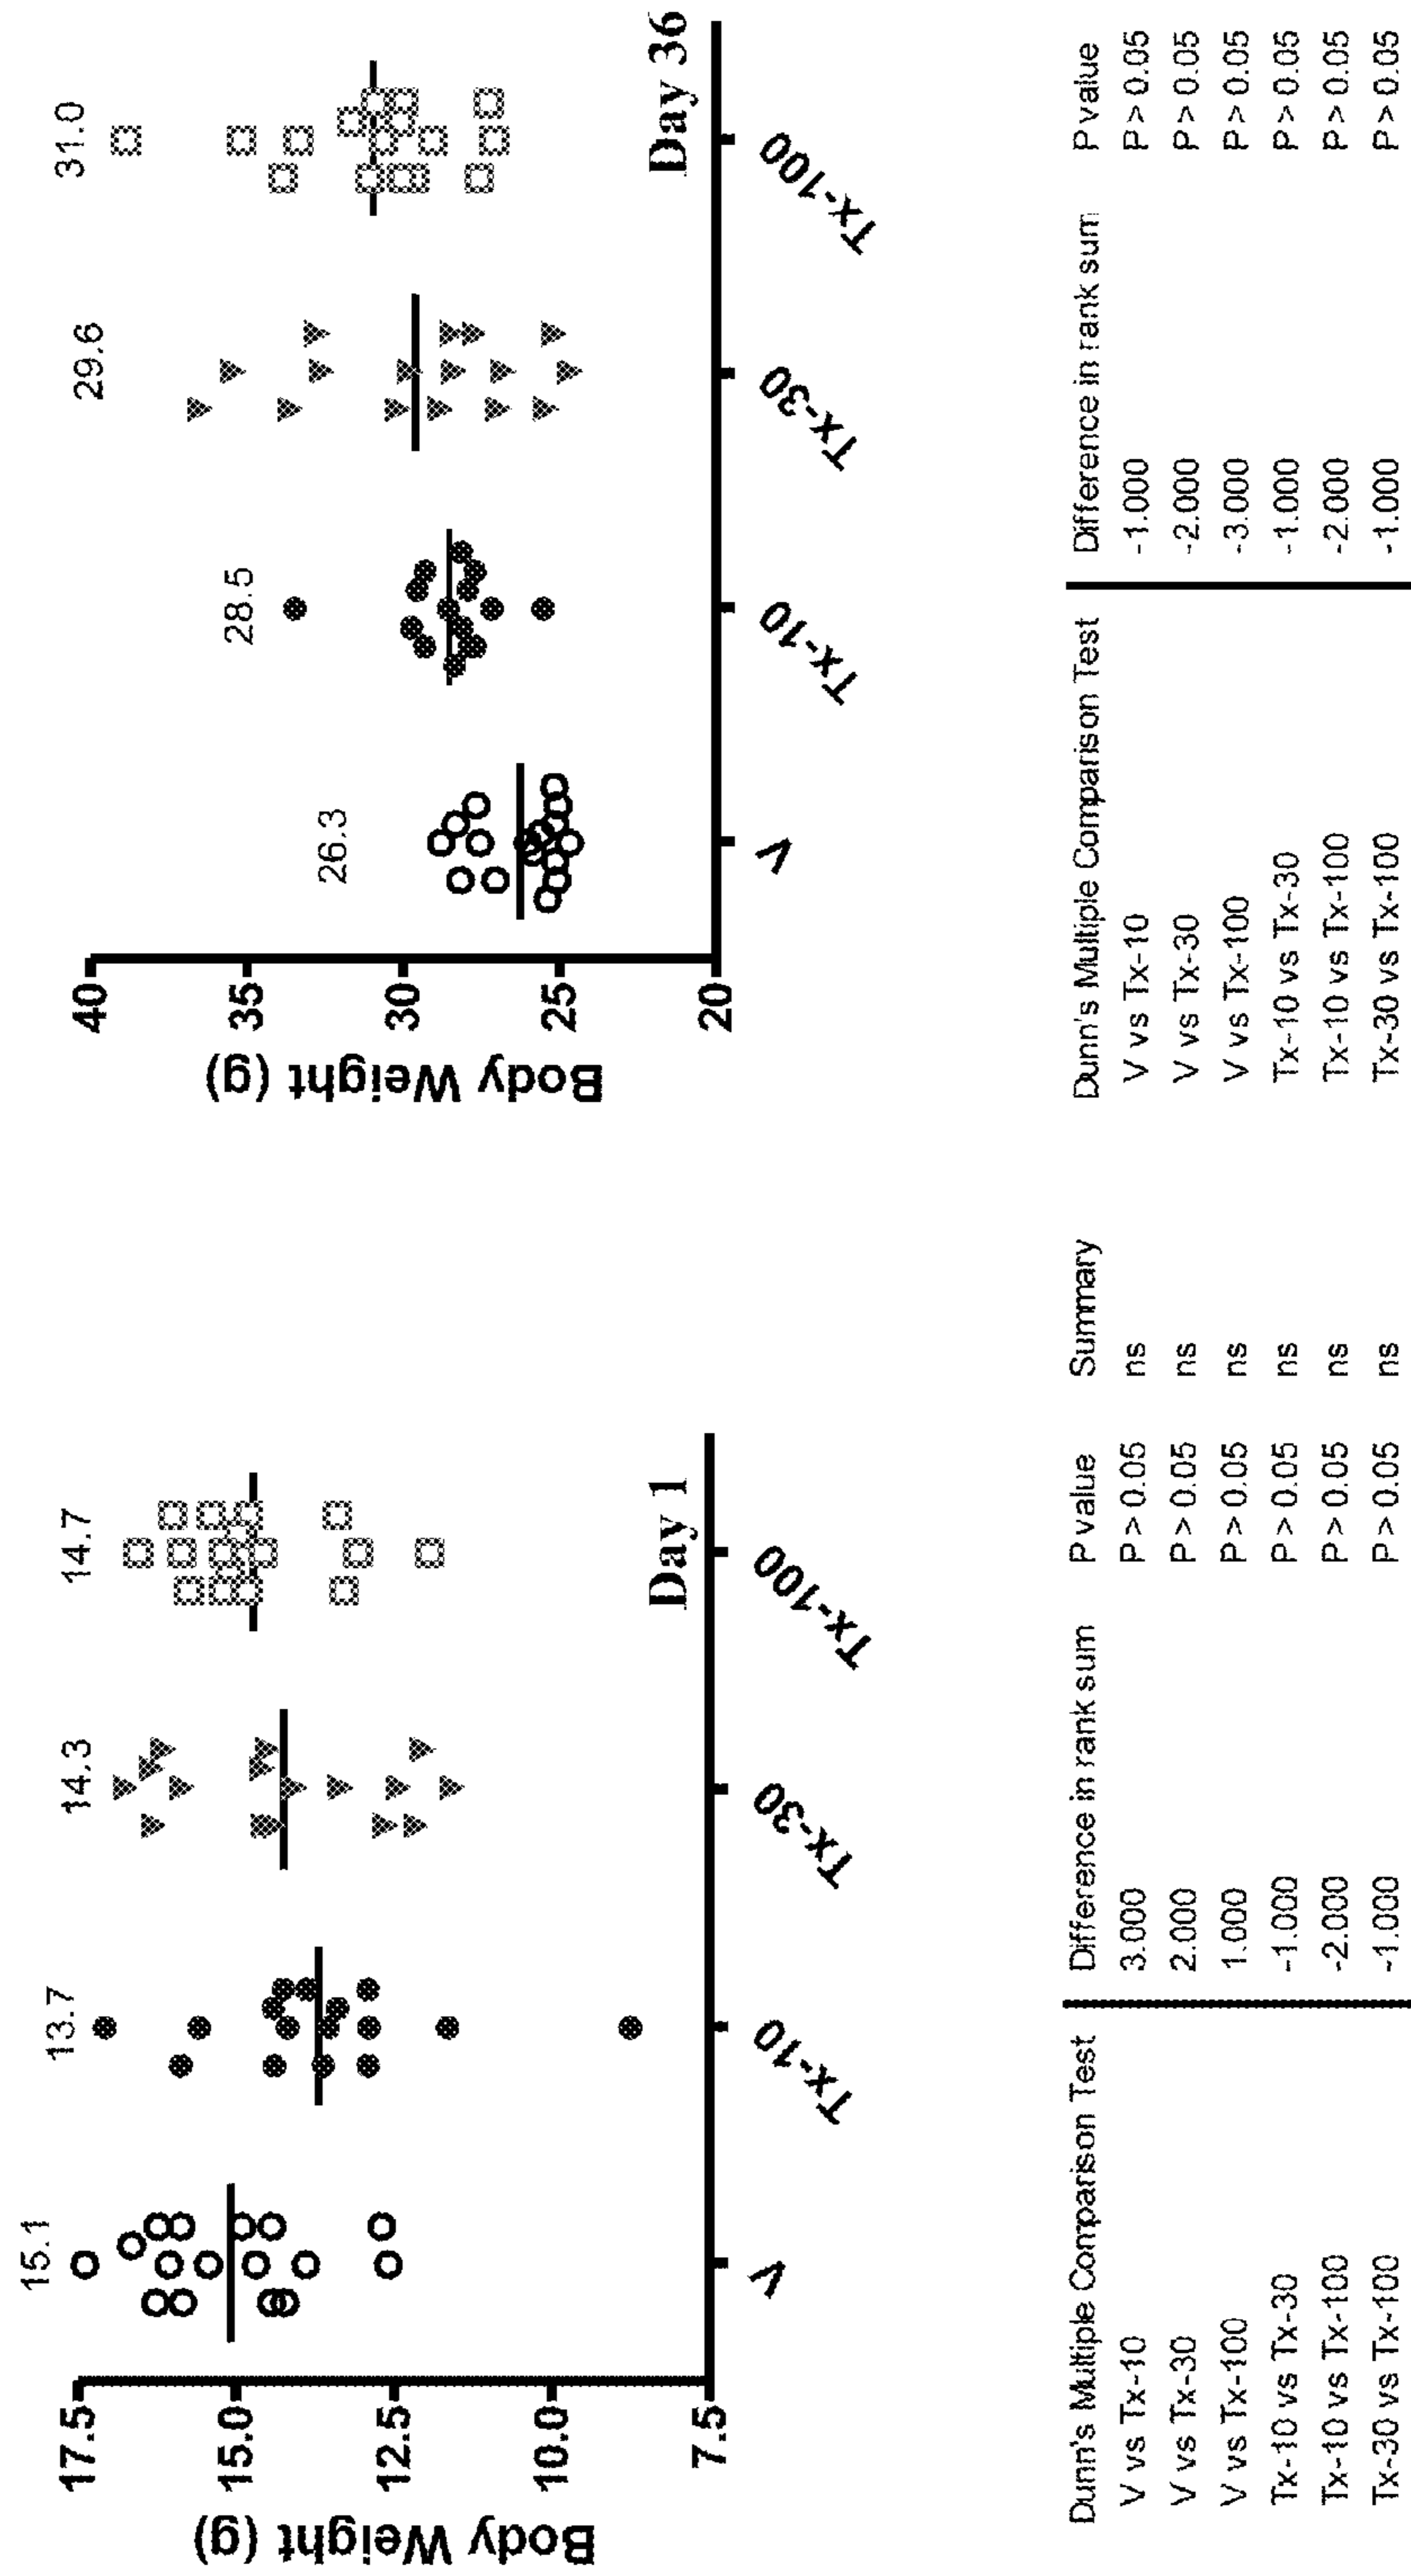 15.1
13.7
14.3
14.7
17.5
15.0
12.5
10.0
7.5
Body Weight (g)
Day 1
V
Tx-10
Tx-30
Tx-100
26.3
28.5
29.6
31.0
40
35
30
25
20
Body Weight (g)
Day 36
V
Tx-10
Tx-30
Tx-100
Dunn's Multiple Comparison Test Difference in rank sum P value Summary
V vs Tx-10 3.000 P > 0.05 ns
V vs Tx-30 2.000 P > 0.05 ns
V vs Tx-100 1.000 P > 0.05 ns
Tx-10 vs Tx-30 -1.000 P > 0.05 ns
Tx-10 vs Tx-100 -2.000 P > 0.05 ns
Tx-30 vs Tx-100 -1.000 P > 0.05 ns
Dunn's Multiple Comparison Test Difference in rank sum P value
V vs Tx-10 -1.000 P > 0.05
V vs Tx-30 -2.000 P > 0.05
V vs Tx-100 -3.000 P > 0.05
Tx-10 vs Tx-30 -1.000 P > 0.05
Tx-10 vs Tx-100 -2.000 P > 0.05
Tx-30 vs Tx-100 -1.000 P > 0.05